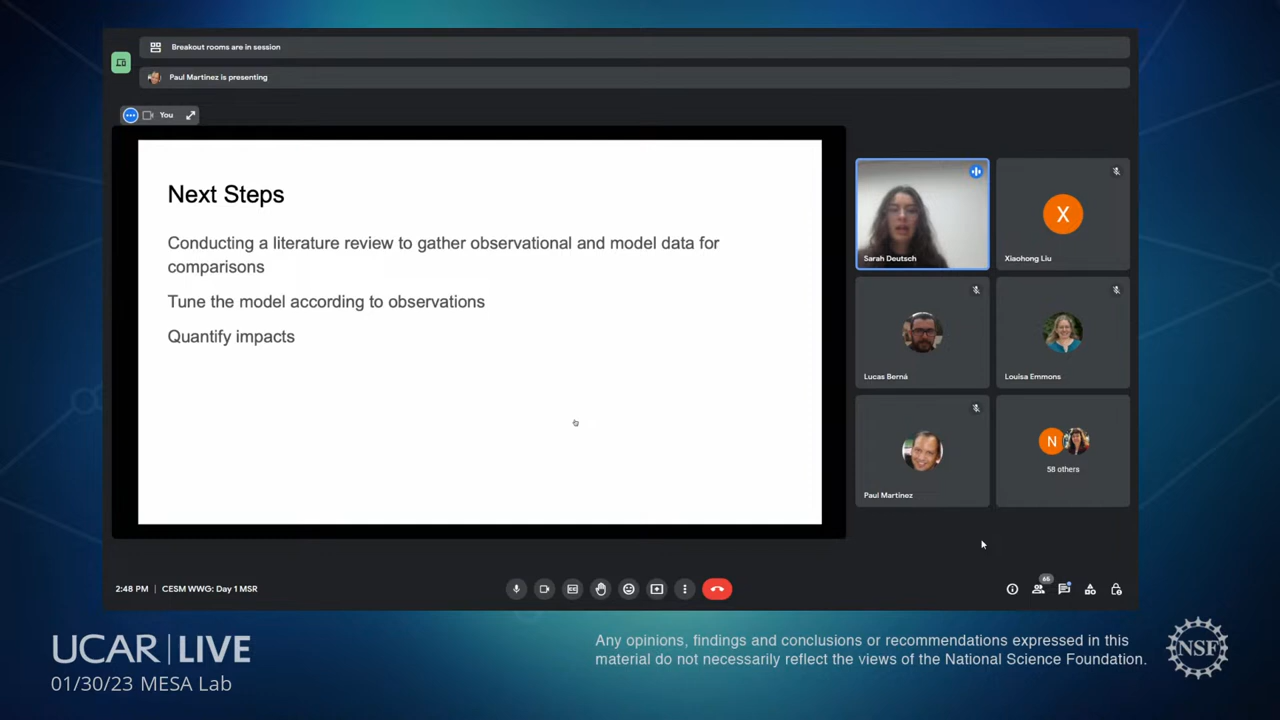 Breakout rooms are in session
Paul Martinez is presenting
You
Next Steps
Conducting a literature review to gather observational and model data for
comparisons
Tune the model according to observations
Quantify impacts
Sarah Deutsch
X
Xiaohong Liu
Lucas Berná
Louisa Emmons
Paul Martinez
N
58 others
2:48 PM | CESM WWG: Day 1 MSR
65
UCAR | LIVE
01/30/23 MESA Lab
Any opinions, findings and conclusions or recommendations expressed in this
material do not necessarily reflect the views of the National Science Foundation.
NSF